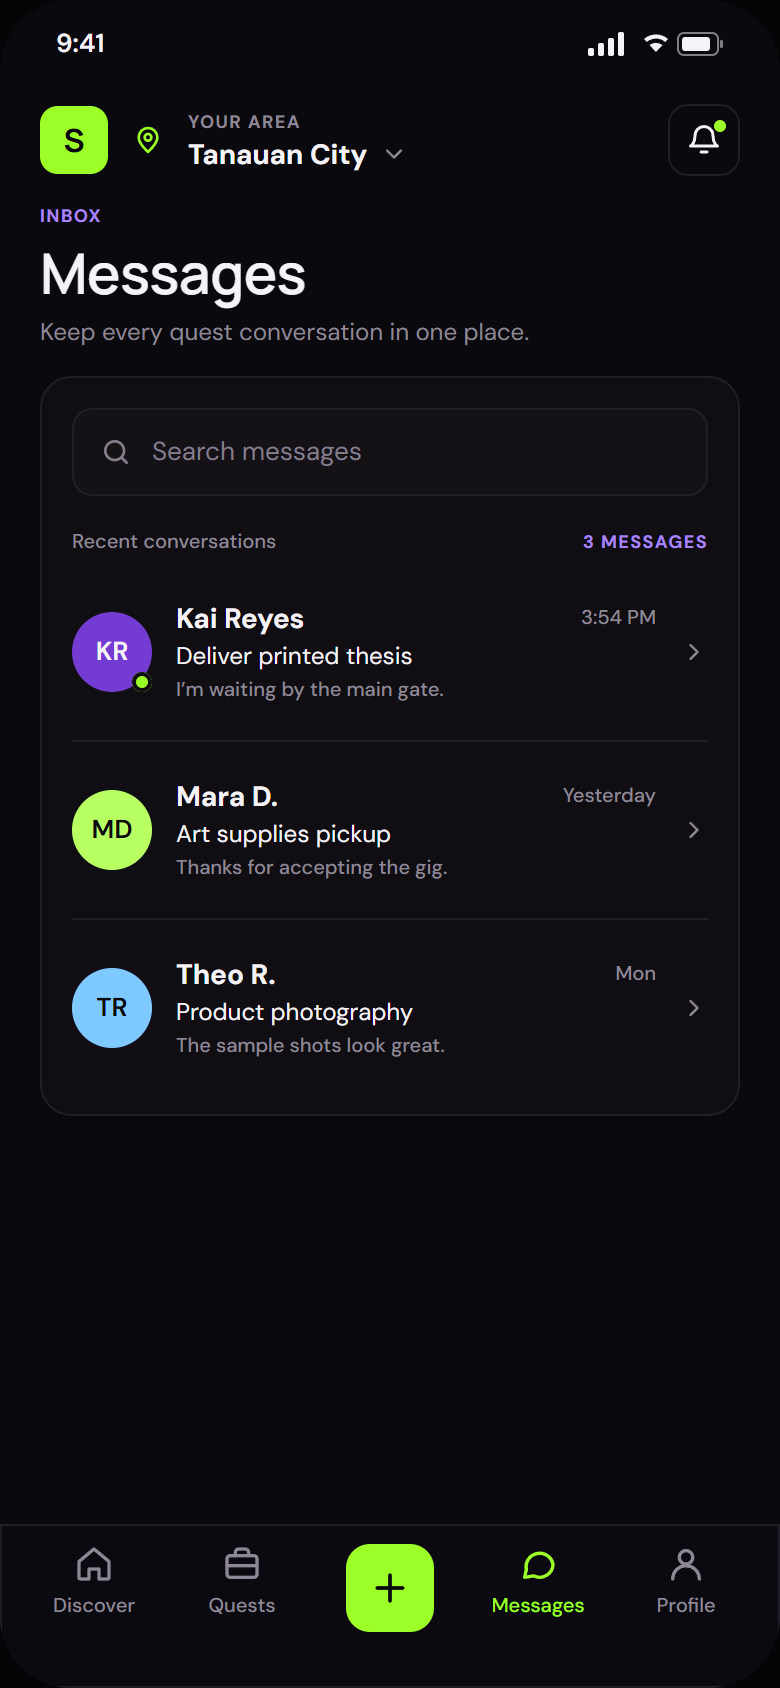 9:41
S
YOUR AREA
Tanauan City
INBOX
Messages
Keep every quest conversation in one place.
Search messages
Recent conversations
3 MESSAGES
KR
Kai Reyes
3:54 PM
Deliver printed thesis
I’m waiting by the main gate.
MD
Mara D.
Yesterday
Art supplies pickup
Thanks for accepting the gig.
TR
Theo R.
Mon
Product photography
The sample shots look great.
Discover
Quests
Messages
Profile